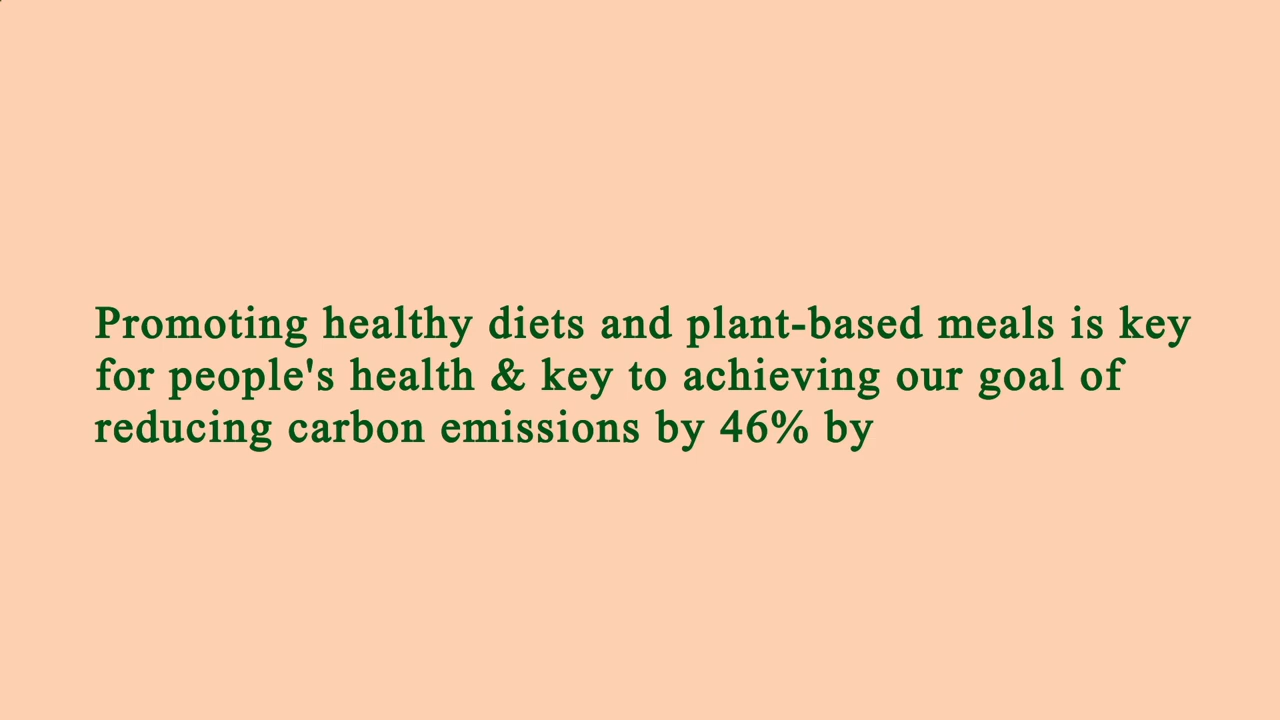 Promoting healthy diets and plant-based meals is key
for people's health & key to achieving our goal of
reducing carbon emissions by 46% by